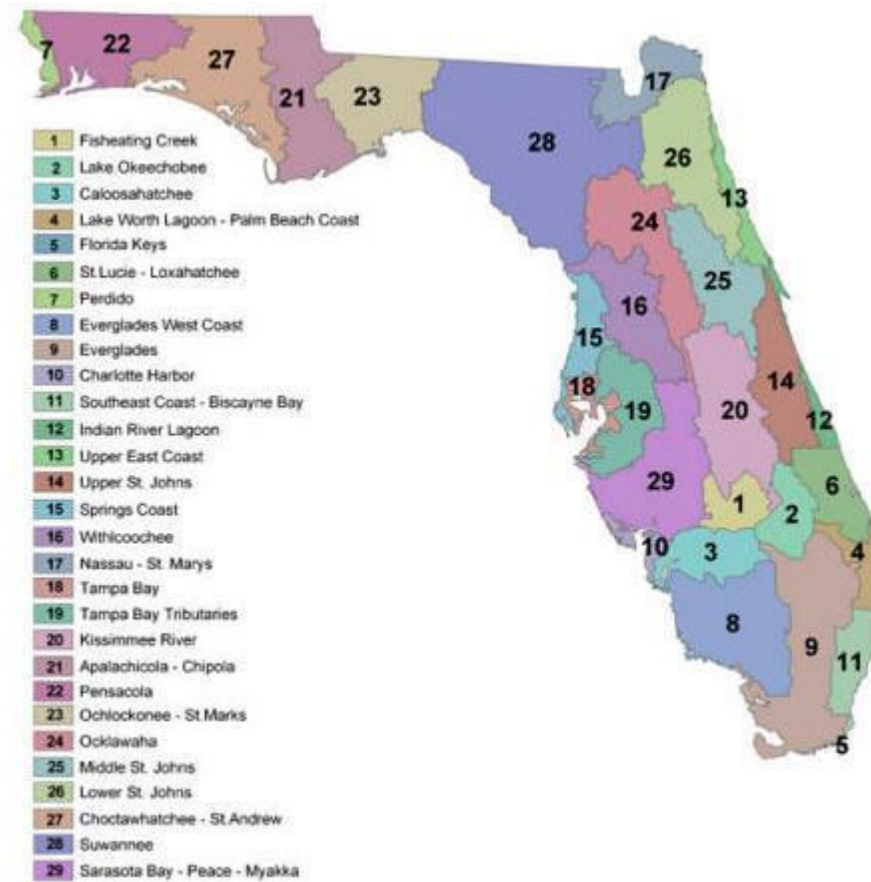 7
22
27
21
23
28
17
26
13
24
25
16
15
18
19
14
20
12
29
1
2
6
10
3
4
8
9
11
5
1 Fisheating Creek
2 Lake Okeechobee
3 Caloosahatchee
4 Lake Worth Lagoon - Palm Beach Coast
5 Florida Keys
6 St.Lucie - Loxahatchee
7 Perdido
8 Everglades West Coast
9 Everglades
10 Charlotte Harbor
11 Southeast Coast - Biscayne Bay
12 Indian River Lagoon
13 Upper East Coast
14 Upper St. Johns
15 Springs Coast
16 Withlcoochee
17 Nassau - St. Marys
18 Tampa Bay
19 Tampa Bay Tributaries
20 Kissimmee River
21 Apalachicola - Chipola
22 Pensacola
23 Ochlockonee - St.Marks
24 Ocklawaha
25 Middle St. Johns
26 Lower St. Johns
27 Choctawhatchee - St.Andrew
28 Suwannee
29 Sarasota Bay - Peace - Myakka